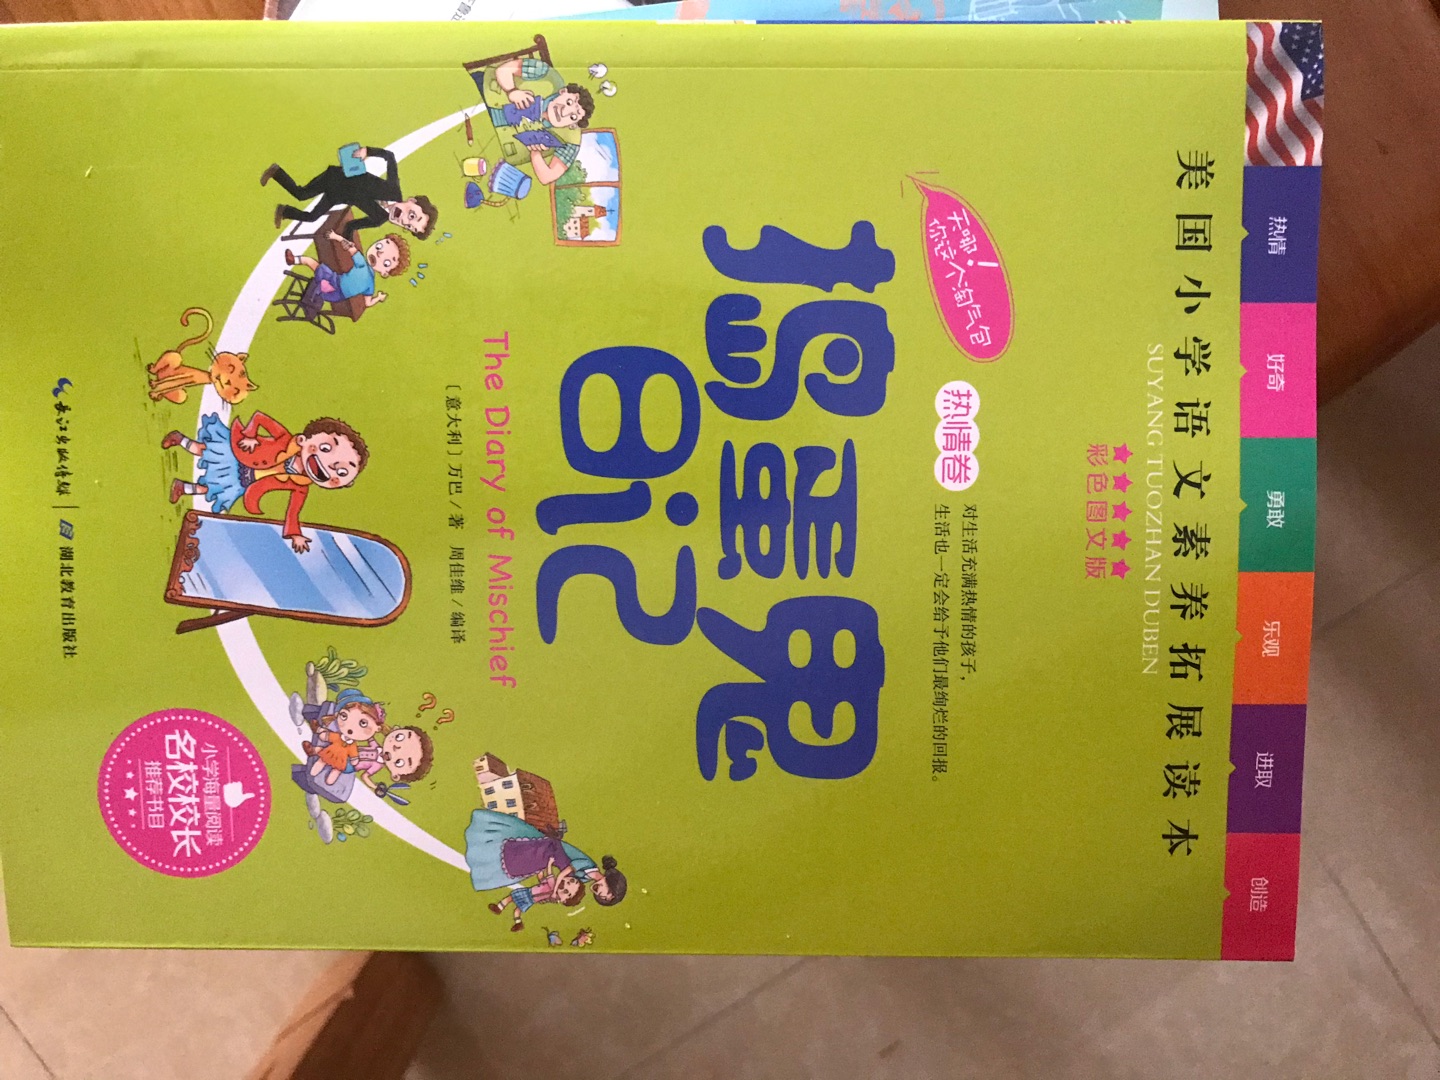 热情
好奇
勇敢
乐观
进取
创造
美国小学语文素养拓展读本
SUYANG TUOZHAN DUBEN
★★★★★
彩色图文版
天哪！
你这个淘气包
热情卷
对生活充满热情的孩子，
生活也一定会给予他们最绚烂的回报。
捣蛋鬼
日记
The Diary of Mischief
〔意大利〕万巴/著 周佳维/编译
小学海量阅读
名校校长
推荐书目
长江出版传媒 湖北教育出版社